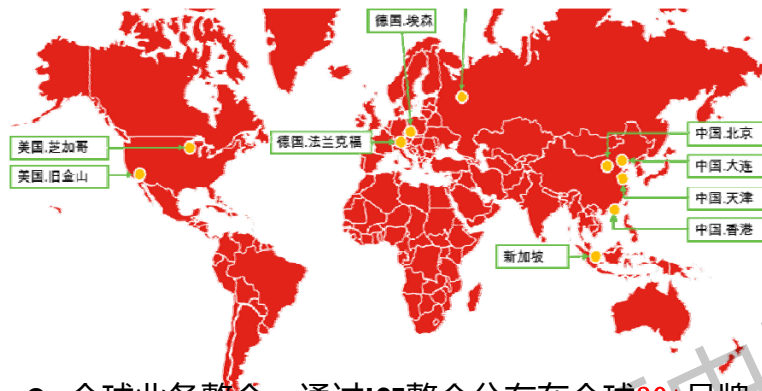 德国.埃森
美国.芝加哥
德国.法兰克福
中国.北京
美国.旧金山
中国.大连
中国.天津
中国.香港
新加坡
全球业务整合，通过